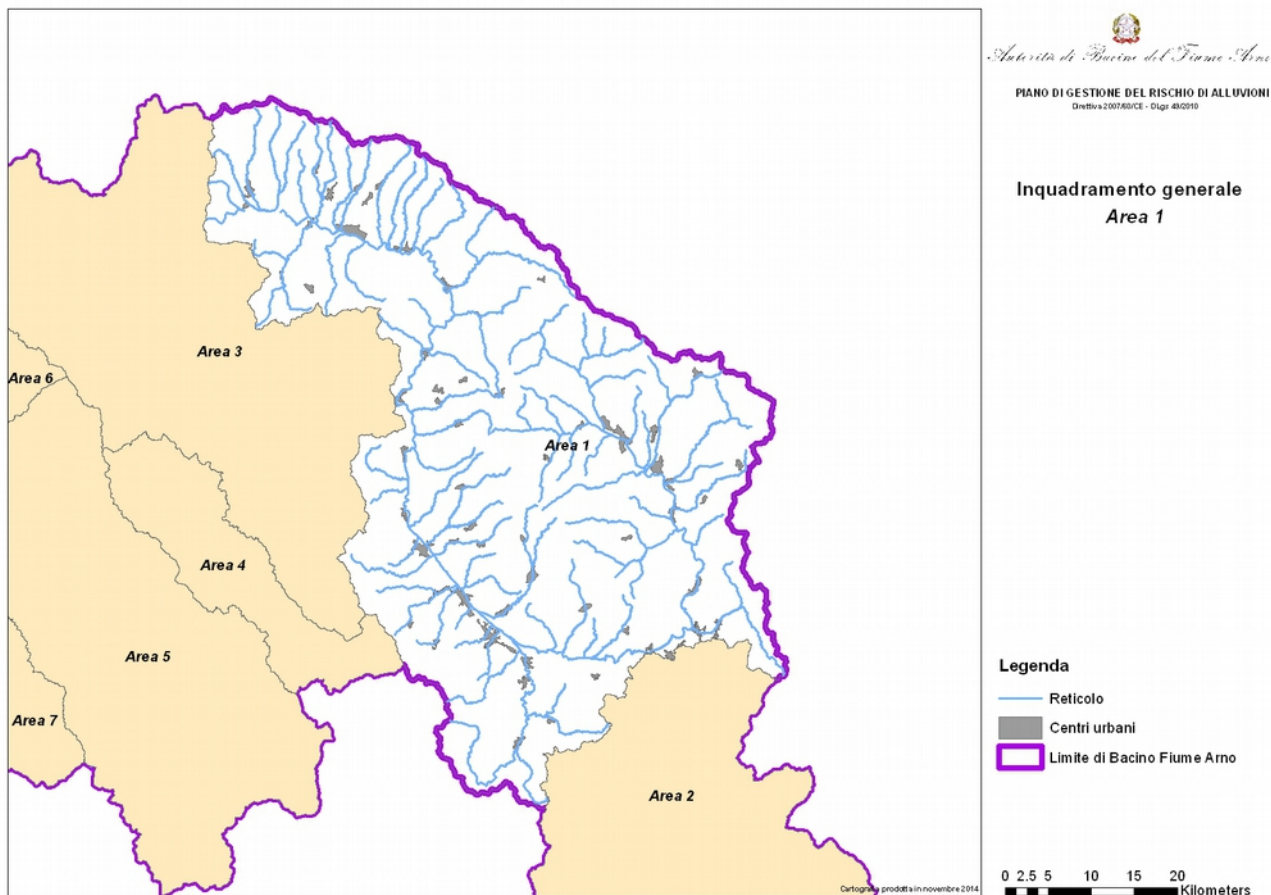 Autorità di Bacino del Fiume Arno
PIANO DI GESTIONE DEL RISCHIO DI ALLUVIONI
Direttiva 2007/60/CE - DLgs 49/2010
Inquadramento generale
Area 1
Area 3
Area 6
Area 1
Area 4
Area 5
Area 7
Area 2
Legenda
Reticolo
Centri urbani
Limite di Bacino Fiume Arno
Cartografia prodotta in novembre 2014
0 2.5 5 10 15 20
Kilometers